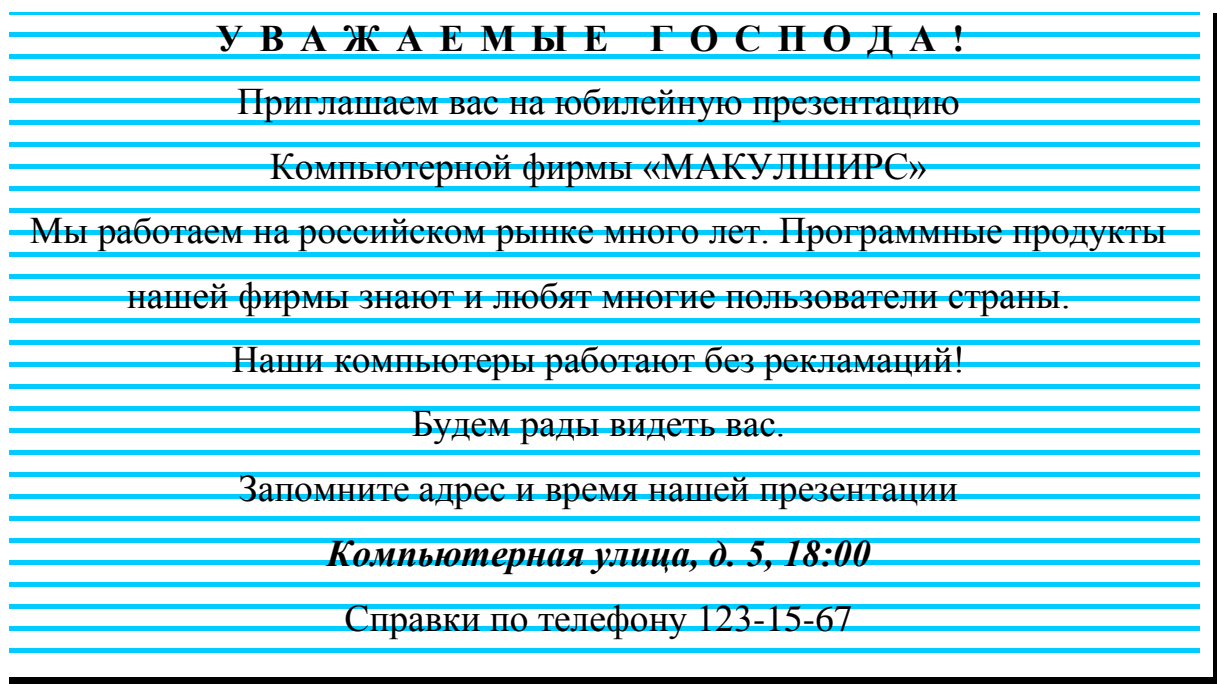 УВАЖАЕМЫЕ ГОСПОДА!
Приглашаем вас на юбилейную презентацию
Компьютерной фирмы «МАКУЛШИРС»
Мы работаем на российском рынке много лет. Программные продукты
нашей фирмы знают и любят многие пользователи страны.
Наши компьютеры работают без рекламаций!
Будем рады видеть вас.
Запомните адрес и время нашей презентации
Компьютерная улица, д. 5, 18:00
Справки по телефону 123-15-67